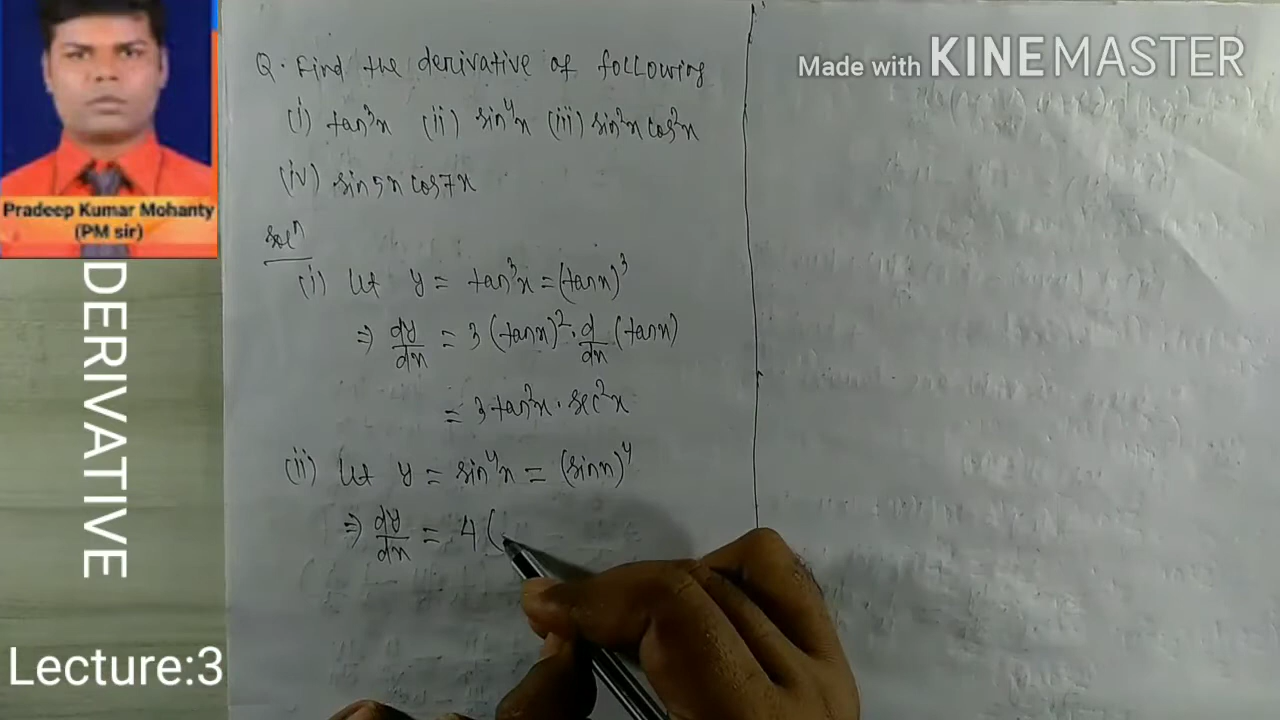 Made with KINEMASTER
Pradeep Kumar Mohanty
(PM sir)
DERIVATIVE
Lecture:3
Q. Find the derivative of following
(i) tan³x (ii) sin⁴x (iii) sin²x cos²x
(iv) sin5x cos7x
Solⁿ
(i) Let y = tan³x = (tanx)³
⇒ dy/dx = 3 (tanx)² · d/dx (tanx)
= 3 tan²x · sec²x
(ii) Let y = sin⁴x = (sinx)⁴
⇒ dy/dx = 4 (